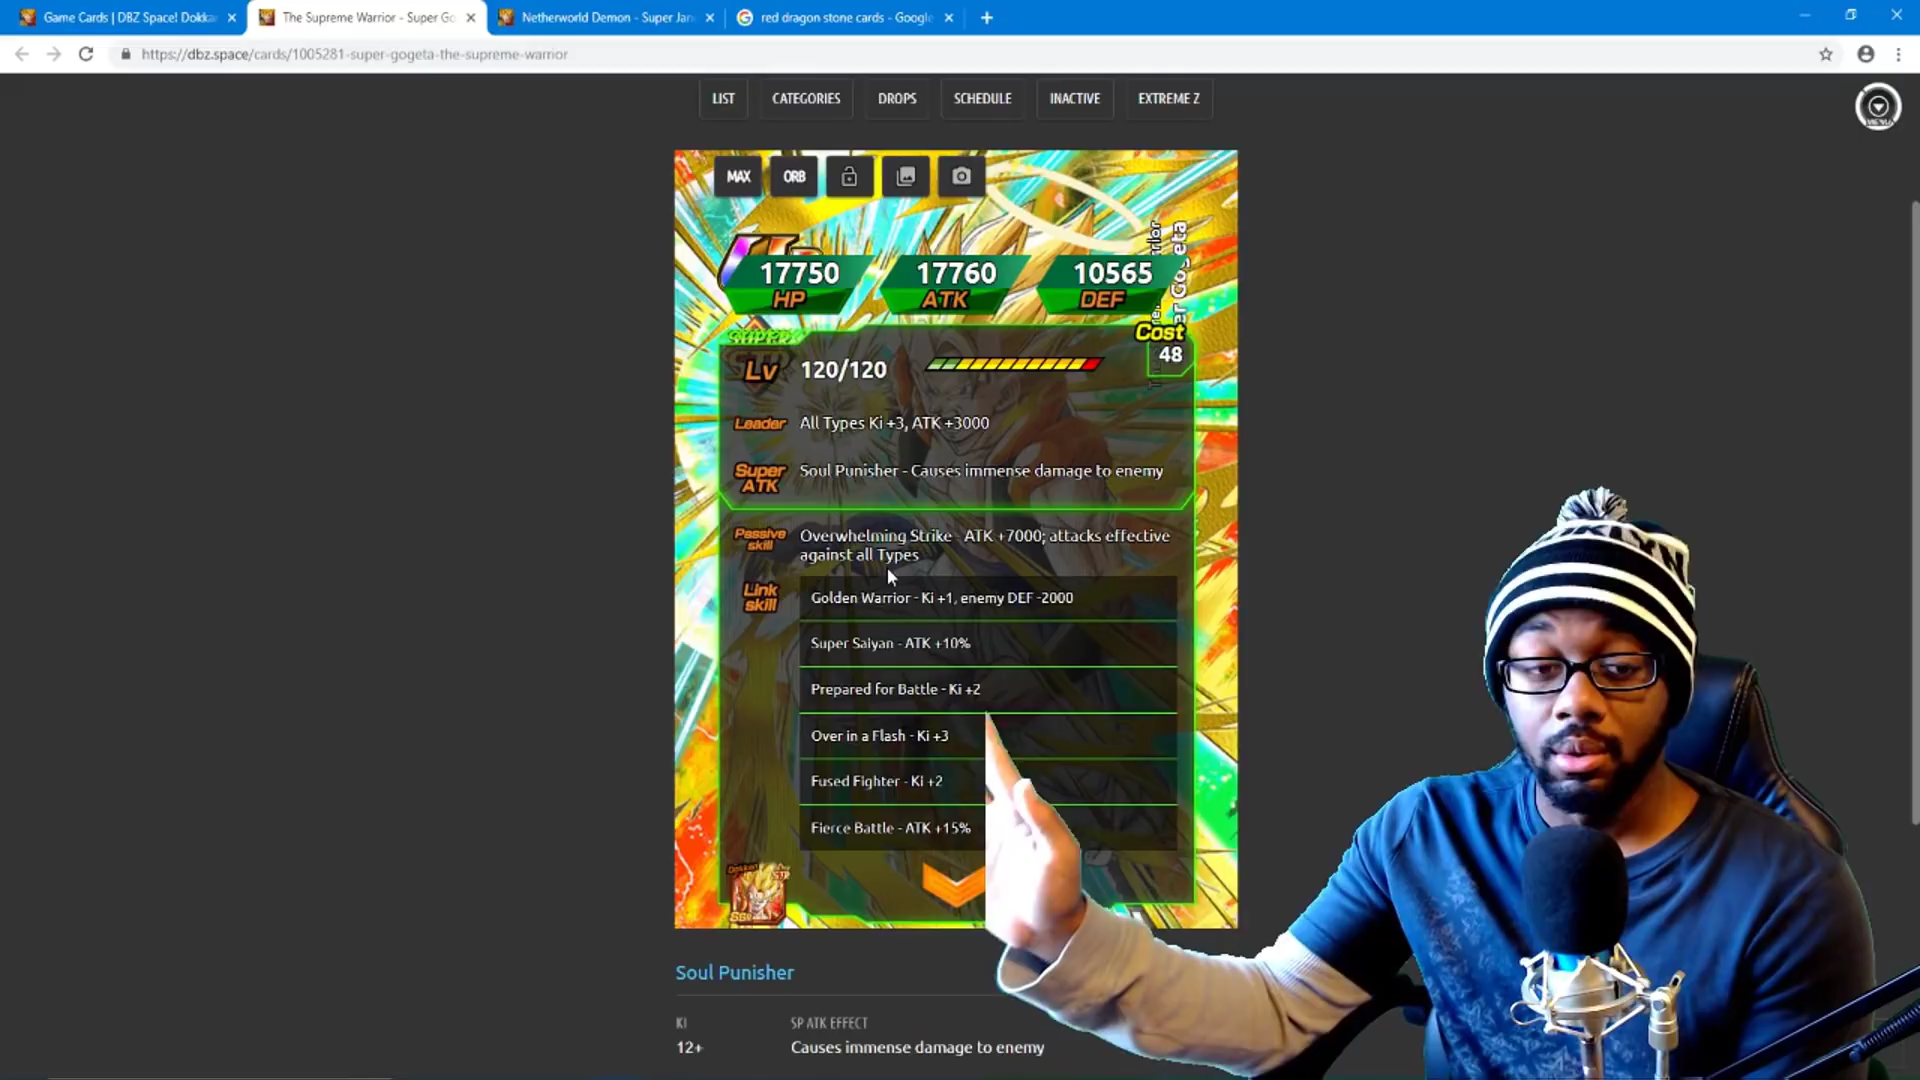 Game Cards | DBZ Space! Dokka
The Supreme Warrior - Super Go
Netherworld Demon - Super Jan
red dragon stone cards - Google
https://dbz.space/cards/1005281-super-gogeta-the-supreme-warrior
LIST
CATEGORIES
DROPS
SCHEDULE
INACTIVE
EXTREME Z
MENU
MAX
ORB
17750
HP
17760
ATK
10565
DEF
Cost
48
Lv
120/120
Leader
All Types Ki +3, ATK +3000
Super
ATK
Soul Punisher - Causes immense damage to enemy
Passive
skill
Overwhelming Strike - ATK +7000; attacks effective
against all Types
Link
skill
Golden Warrior - Ki +1, enemy DEF -2000
Super Saiyan - ATK +10%
Prepared for Battle - Ki +2
Over in a Flash - Ki +3
Fused Fighter - Ki +2
Fierce Battle - ATK +15%
Soul Punisher
KI
SP ATK EFFECT
12+
Causes immense damage to enemy